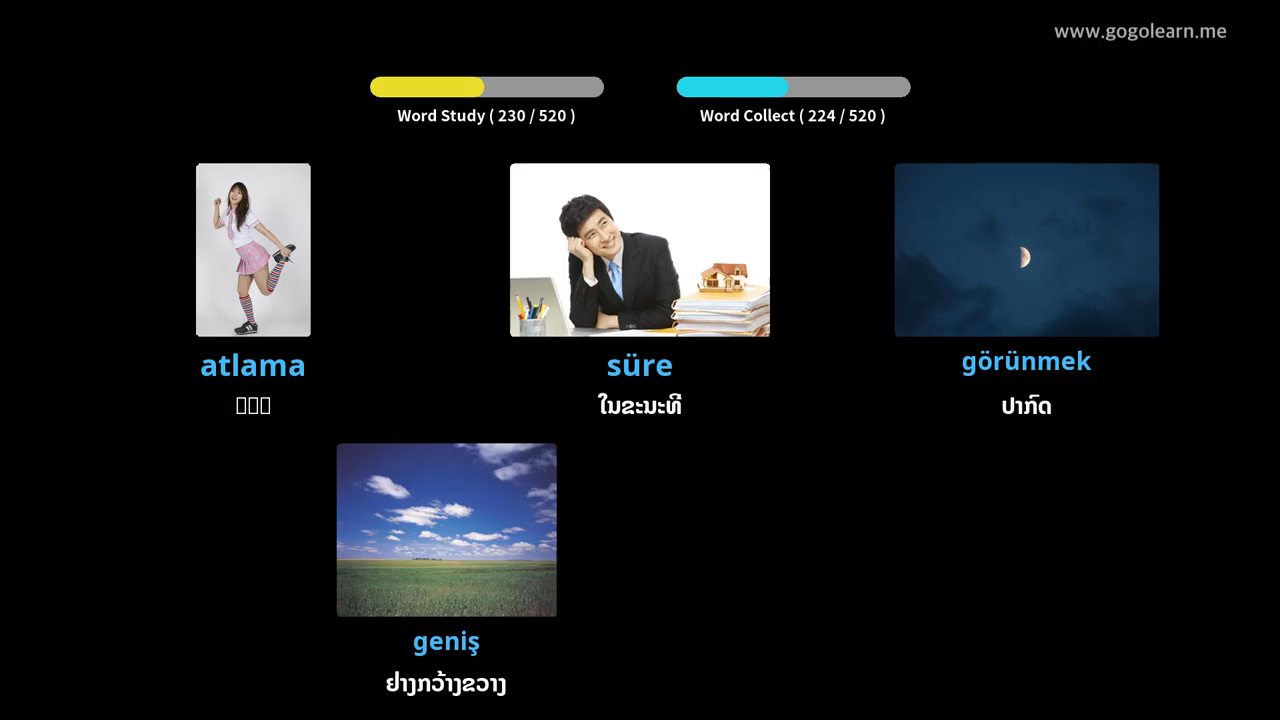 www.gogolearn.me
Word Study ( 230 / 520 )
Word Collect ( 224 / 520 )
atlama
süre
ໃນຂະນະທີ
görünmek
ປາກົດ
geniş
ຢ່າງກວ້າງຂວາງ